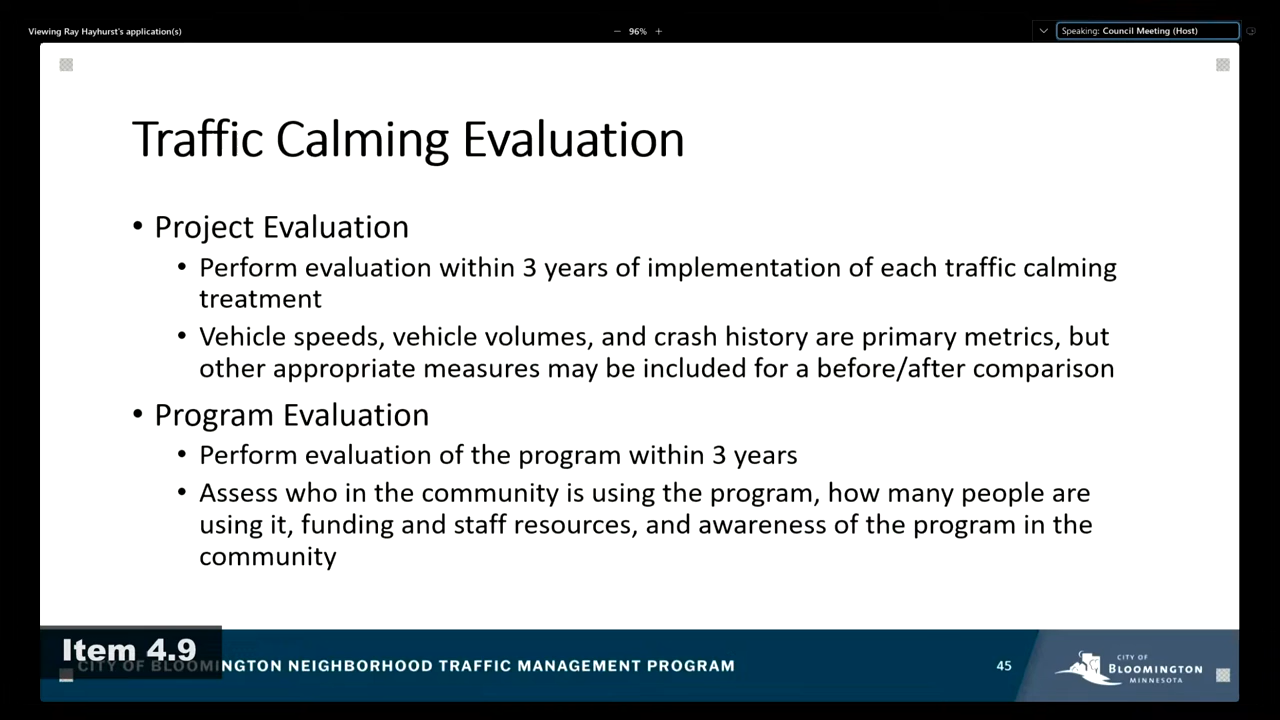 Viewing Ray Hayhurst's application(s)
− 96% +
Speaking: Council Meeting (Host)
Traffic Calming Evaluation
• Project Evaluation
• Perform evaluation within 3 years of implementation of each traffic calming
treatment
• Vehicle speeds, vehicle volumes, and crash history are primary metrics, but
other appropriate measures may be included for a before/after comparison
• Program Evaluation
• Perform evaluation of the program within 3 years
• Assess who in the community is using the program, how many people are
using it, funding and staff resources, and awareness of the program in the
community
Item 4.9
CITY OF BLOOMINGTON NEIGHBORHOOD TRAFFIC MANAGEMENT PROGRAM
45
CITY OF
BLOOMINGTON
MINNESOTA